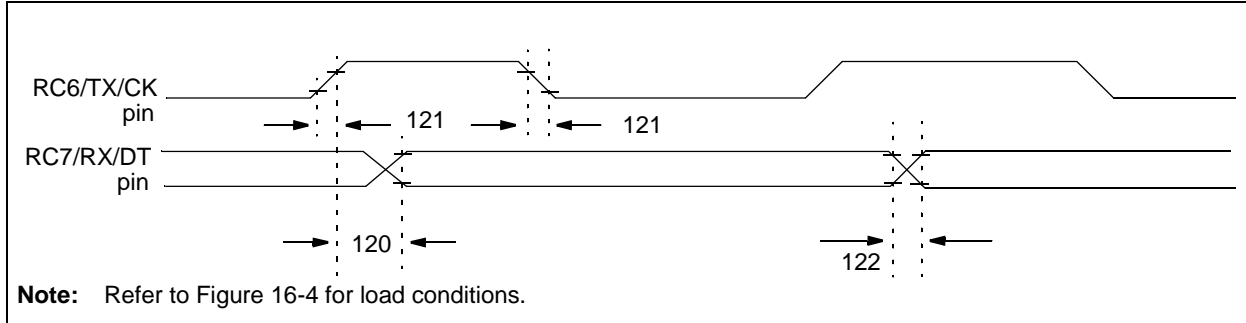 RC6/TX/CK
pin
121
121
RC7/RX/DT
pin
120
122
Note: Refer to Figure 16-4 for load conditions.